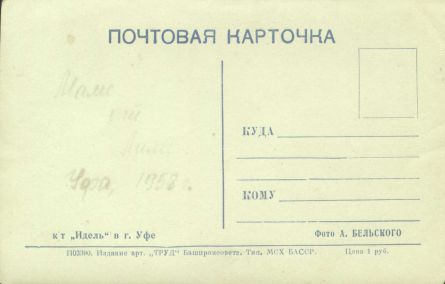 ПОЧТОВАЯ КАРТОЧКА
Маме
Уфа, 1958 г.
КУДА
КОМУ
к т „Идель" в г. Уфе
Фото А. БЕЛЬСКОГО
П03300. Издание арт. „ТРУД" Башпромсовета. Тип. МСХ БАССР. Цена 1 руб.